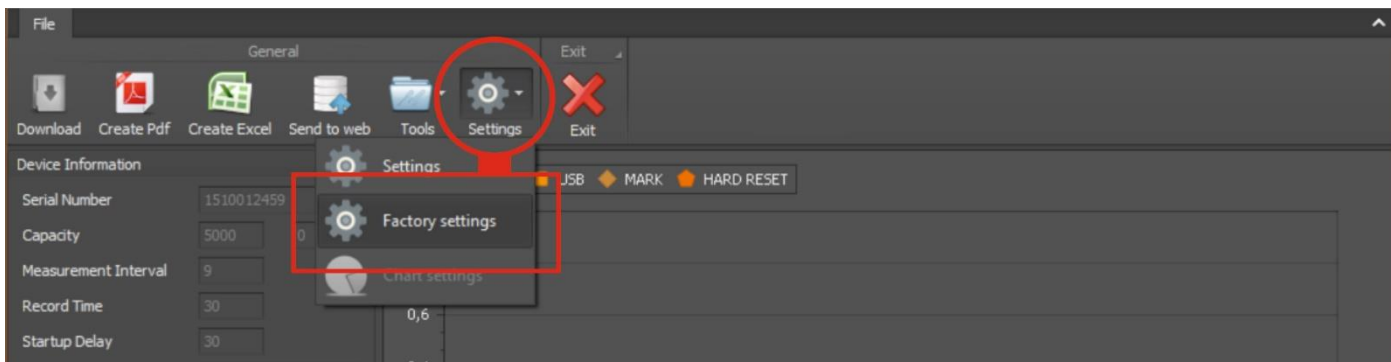 File
General
Exit
Download
Create Pdf
Create Excel
Send to web
Tools
Settings
Exit
Device Information
Settings
USB
MARK
HARD RESET
Serial Number
1510012459
Factory settings
Capacity
5000
0
Measurement Interval
9
Chart settings
Record Time
30
0,6
Startup Delay
30